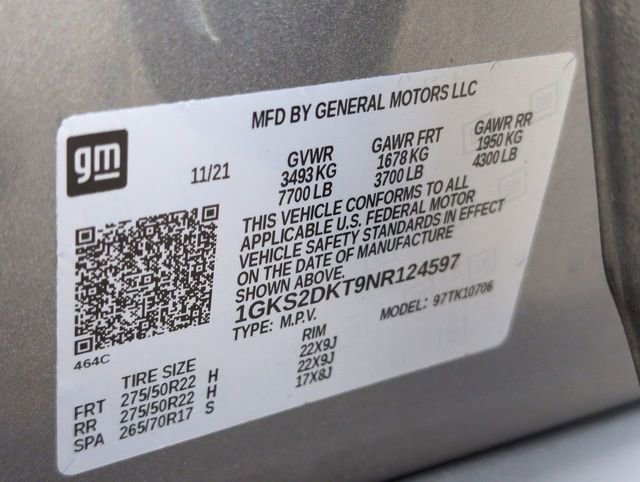 MFD BY GENERAL MOTORS LLC
gm
11/21
GVWR GAWR FRT GAWR RR
3493 KG 1678 KG 1950 KG
7700 LB 3700 LB 4300 LB
THIS VEHICLE CONFORMS TO ALL
APPLICABLE U.S. FEDERAL MOTOR
VEHICLE SAFETY STANDARDS IN EFFECT
ON THE DATE OF MANUFACTURE
SHOWN ABOVE.
1GKS2DKT9NR124597
TYPE: M.P.V. MODEL: 97TK10706
464C
TIRE SIZE RIM
FRT 275/50R22 H 22X9J
RR 275/50R22 H 22X9J
SPA 265/70R17 S 17X8J